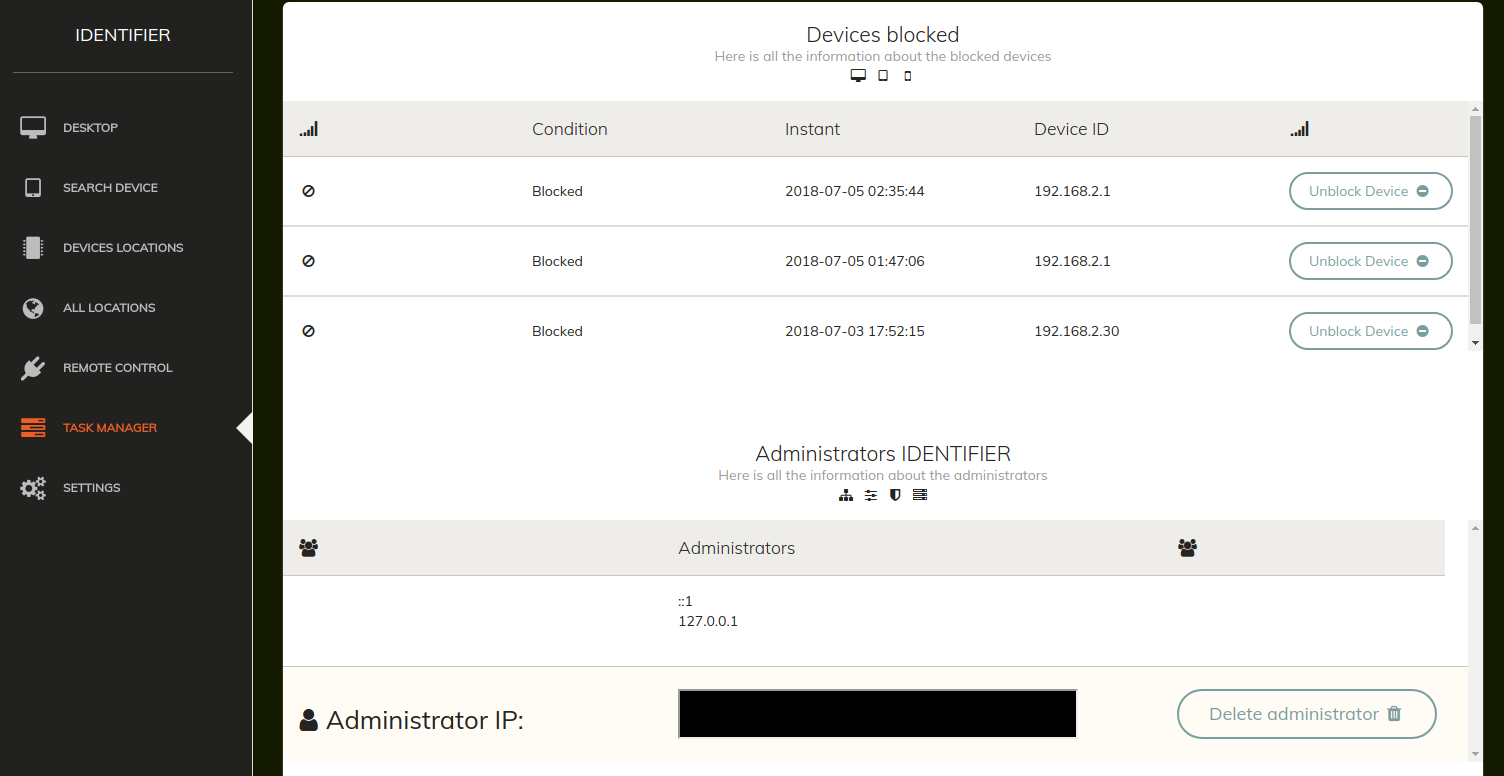 IDENTIFIER
DESKTOP
SEARCH DEVICE
DEVICES LOCATIONS
ALL LOCATIONS
REMOTE CONTROL
TASK MANAGER
SETTINGS
Devices blocked
Here is all the information about the blocked devices
Condition Instant Device ID
Blocked 2018-07-05 02:35:44 192.168.2.1 Unblock Device
Blocked 2018-07-05 01:47:06 192.168.2.1 Unblock Device
Blocked 2018-07-03 17:52:15 192.168.2.30 Unblock Device
Administrators IDENTIFIER
Here is all the information about the administrators
Administrators
::1
127.0.0.1
Administrator IP: Delete administrator